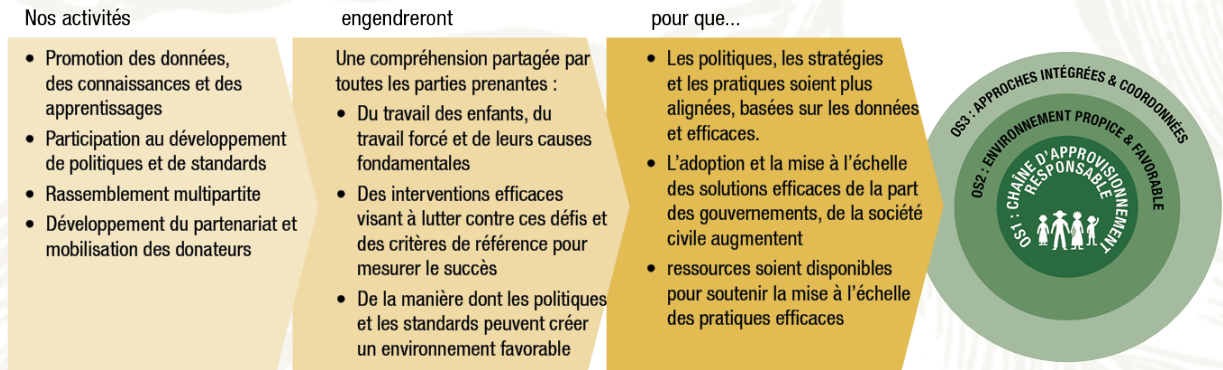 Nos activités
Promotion des données,
des connaissances et des
apprentissages
Participation au développement
de politiques et de standards
Rassemblement multipartite
Développement du partenariat et
mobilisation des donateurs
engendreront
Une compréhension partagée par
toutes les parties prenantes :
Du travail des enfants, du
travail forcé et de leurs causes
fondamentales
Des interventions efficaces
visant à lutter contre ces défis et
des critères de référence pour
mesurer le succès
De la manière dont les politiques
et les standards peuvent créer
un environnement favorable
pour que...
Les politiques, les stratégies
et les pratiques soient plus
alignées, basées sur les données
et efficaces.
L'adoption et la mise à l'échelle
des solutions efficaces de la part
des gouvernements, de la société
civile augmentent
ressources soient disponibles
pour soutenir la mise à l'échelle
des pratiques efficaces
OS3 : APPROCHES INTÉGRÉES & COORDONNÉES
OS2 : ENVIRONNEMENT PROPICE & FAVORABLE
OS1 : CHAÎNE D'APPROVISIONNEMENT
RESPONSABLE